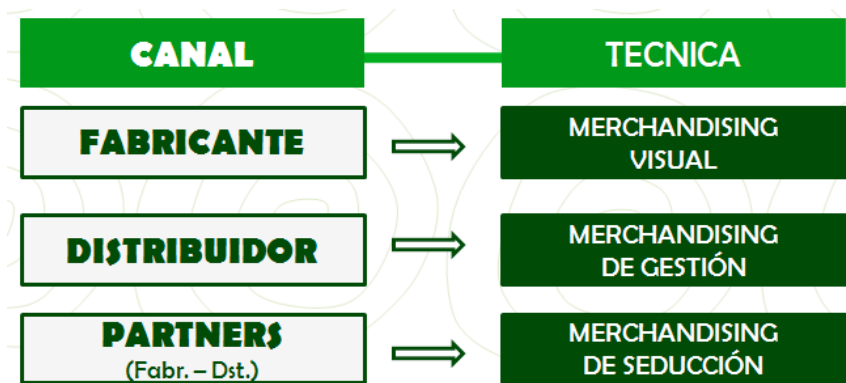 CANAL
TECNICA
FABRICANTE
MERCHANDISING
VISUAL
DISTRIBUIDOR
MERCHANDISING
DE GESTIÓN
PARTNERS
(Fabr. – Dst.)
MERCHANDISING
DE SEDUCCIÓN